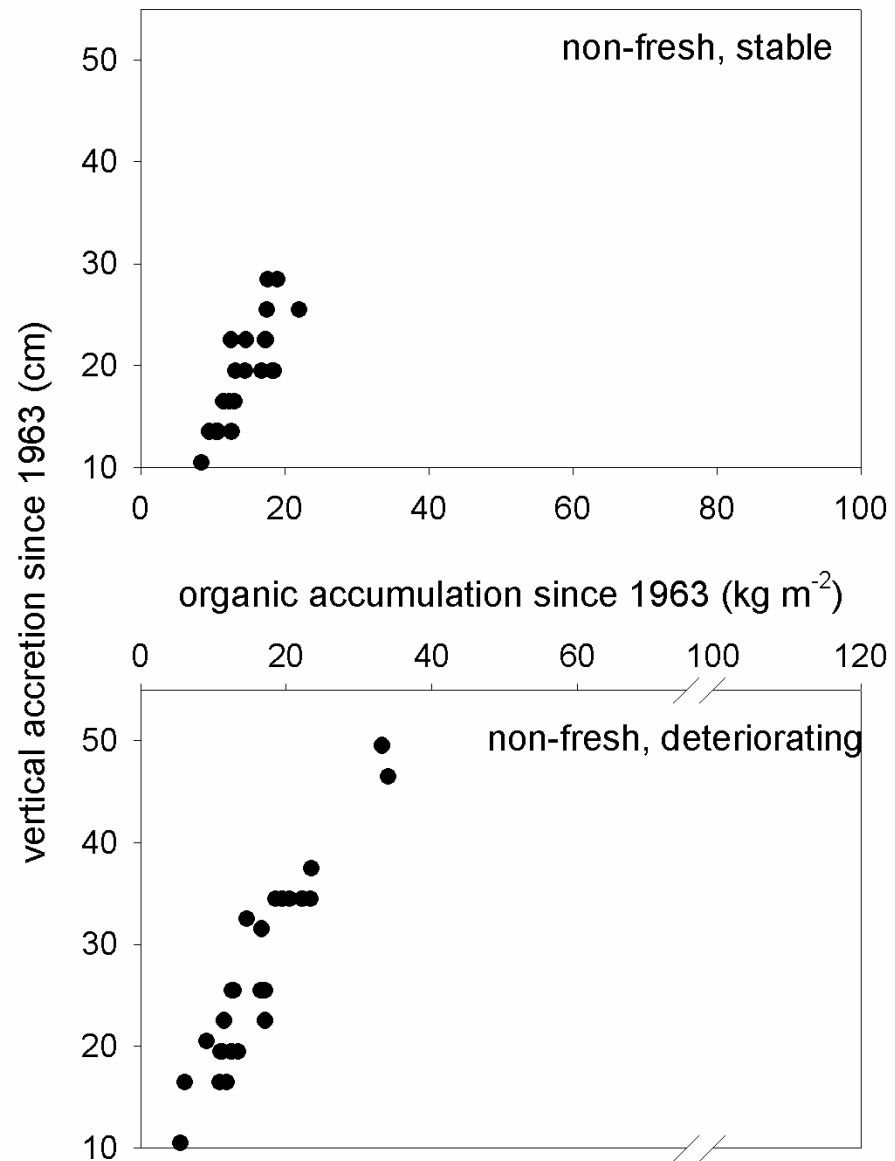 non-fresh, stable
50
40
30
20
10
0 20 40 60 80 100
vertical accretion since 1963 (cm)
organic accumulation since 1963 (kg m⁻²)
0 20 40 60 100 120
non-fresh, deteriorating
50
40
30
20
10